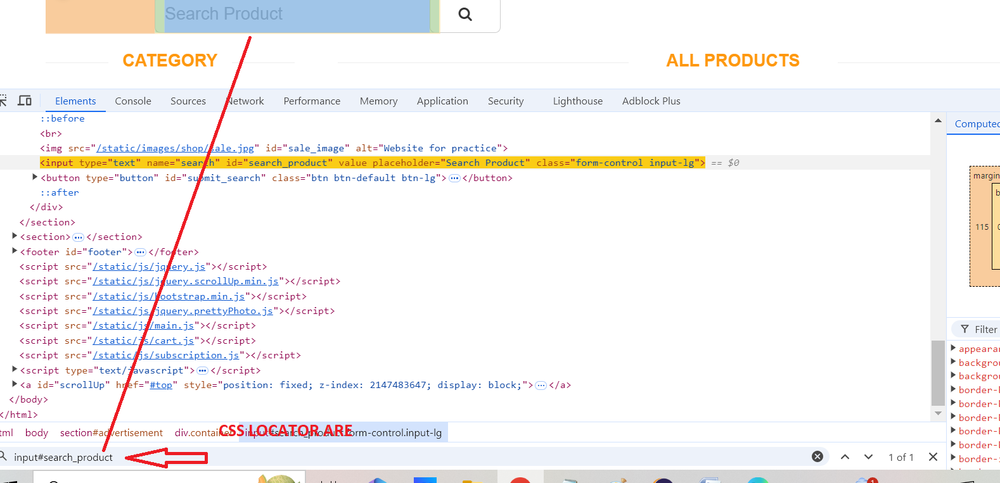 Search Product
CATEGORY
ALL PRODUCTS
Elements Console Sources Network Performance Memory Application Security Lighthouse Adblock Plus
::before
<br>
<img src="/static/images/shop/sale.jpg" id="sale_image" alt="Website for practice">
<input type="text" name="search" id="search_product" value placeholder="Search Product" class="form-control input-lg"> == $0
<button type="button" id="submit_search" class="btn btn-default btn-lg">…</button>
::after
</div>
</section>
<section>…</section>
<footer id="footer">…</footer>
<script src="/static/js/jquery.js"></script>
<script src="/static/js/jquery.scrollUp.min.js"></script>
<script src="/static/js/bootstrap.min.js"></script>
<script src="/static/js/jquery.prettyPhoto.js"></script>
<script src="/static/js/main.js"></script>
<script src="/static/js/cart.js"></script>
<script src="/static/js/subscription.js"></script>
<script type="text/javascript">…</script>
<a id="scrollUp" href="#top" style="position: fixed; z-index: 2147483647; display: block;">…</a>
</body>
</html>
tml body section#advertisement div.container input#search_product.form-control.input-lg
CSS LOCATOR ARE
input#search_product
1 of 1
Computed
margin
b
115
0
Filter
appearan
backgrou
backgrou
border-b
border-b
border-b
border-b
border-b
border-i
1